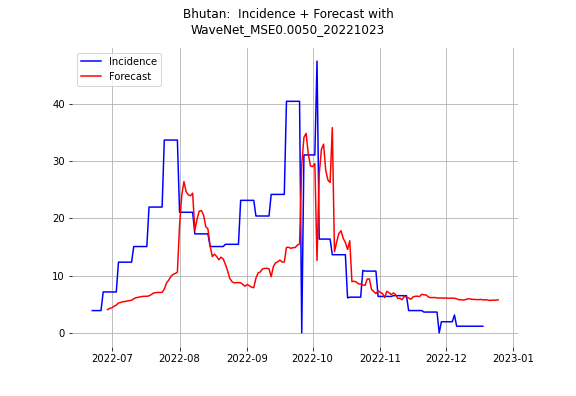 Bhutan:  Incidence + Forecast with
WaveNet_MSE0.0050_20221023
Incidence
Forecast
40
30
20
10
0
2022-07 2022-08 2022-09 2022-10 2022-11 2022-12 2023-01